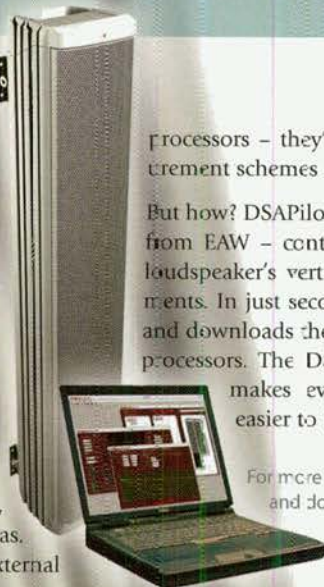 processors – they'
urement schemes
But how? DSAPilo
from EAW – cont
loudspeaker's vert
ments. In just seco
and downloads the
processors. The D
makes ev
easier to
For more
and do
as.
xternal